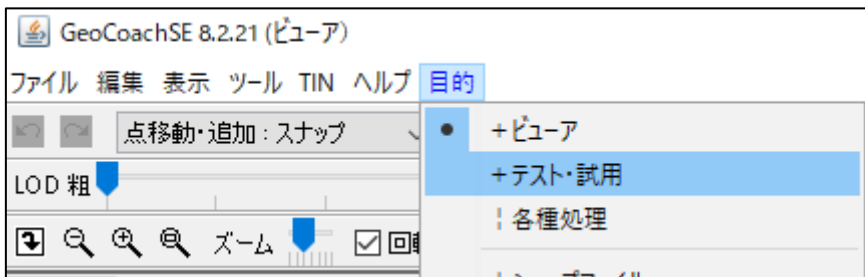 GeoCoachSE 8.2.21 (ビューア)
ファイル 編集 表示 ツール TIN ヘルプ 目的
点移動・追加：スナップ
+ビューア
+テスト・試用
LOD 粗
¦各種処理
ズーム